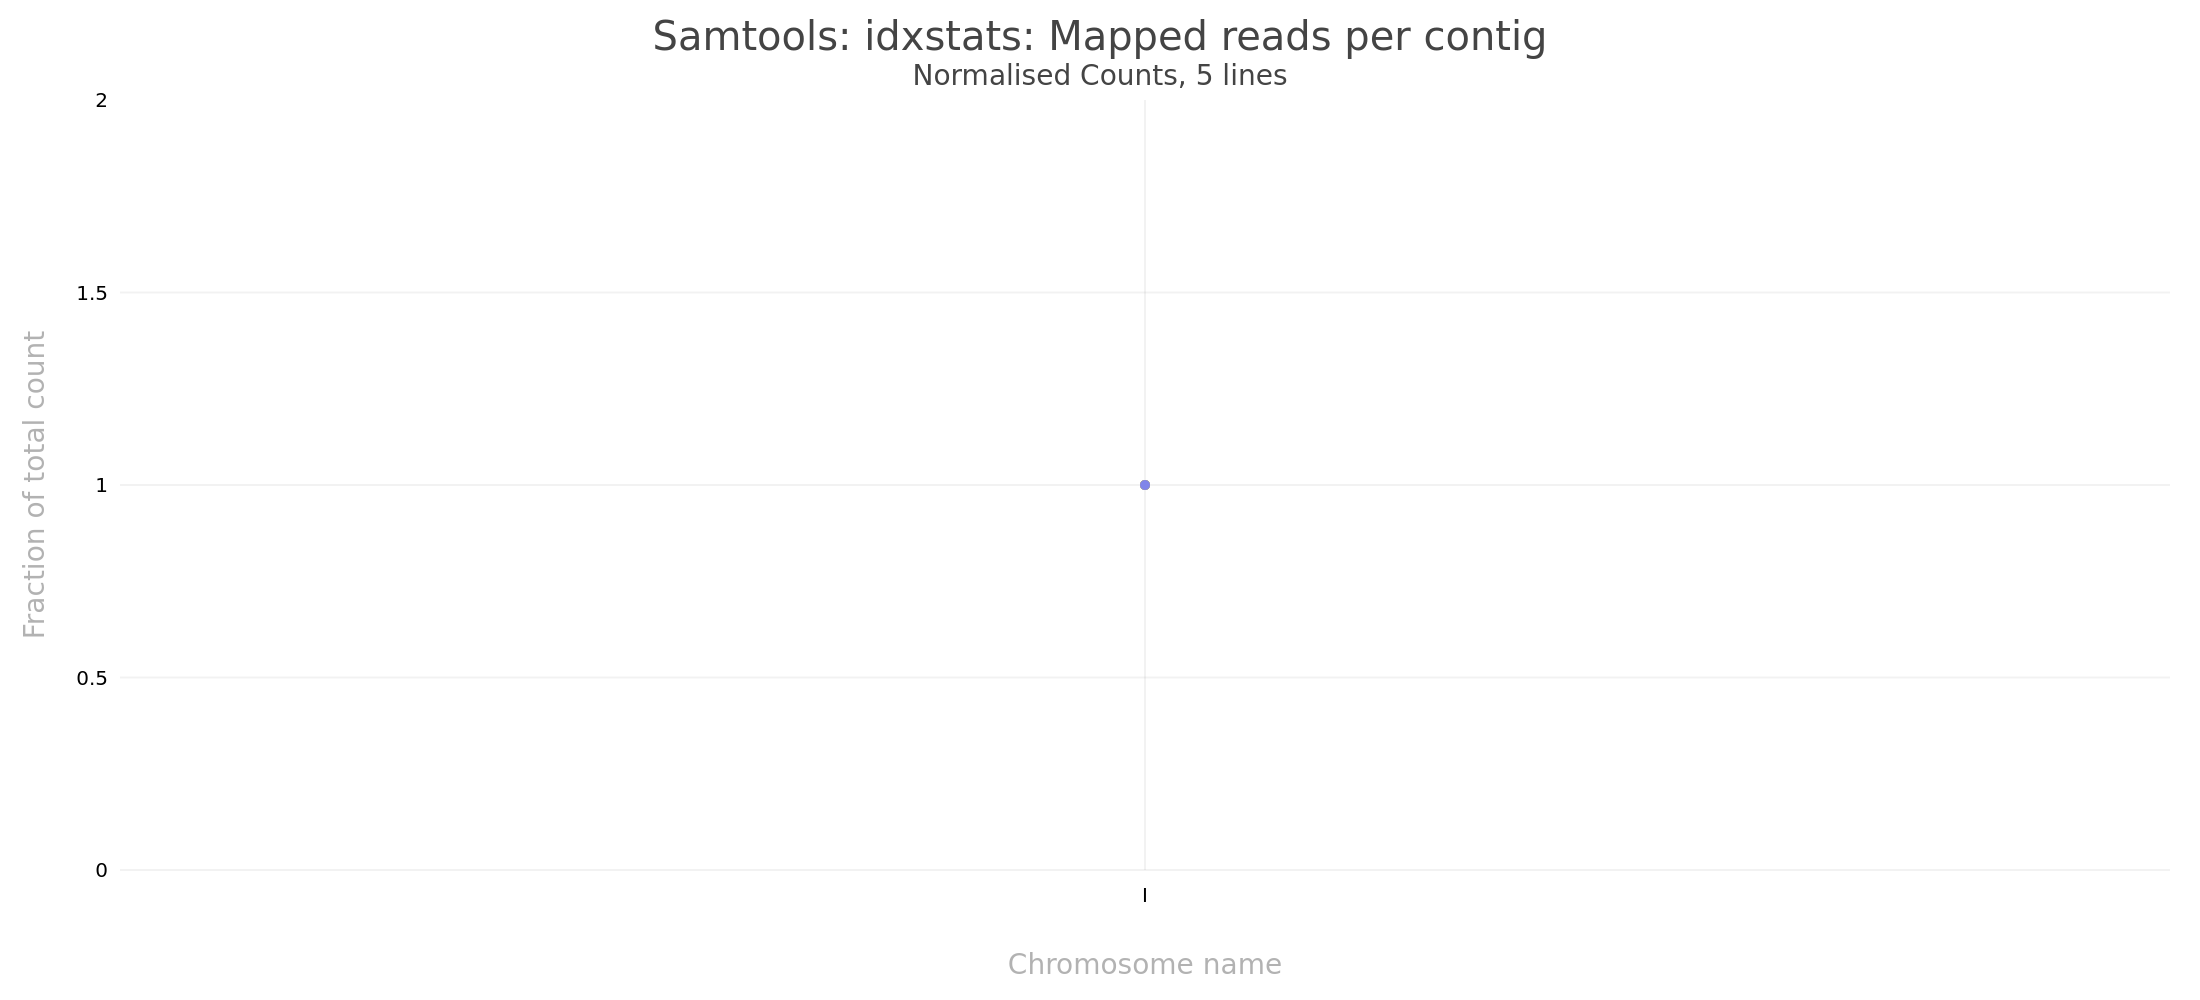 Samtools: idxstats: Mapped reads per contig
Normalised Counts, 5 lines
2
1.5
1
0.5
0
Fraction of total count
I
Chromosome name